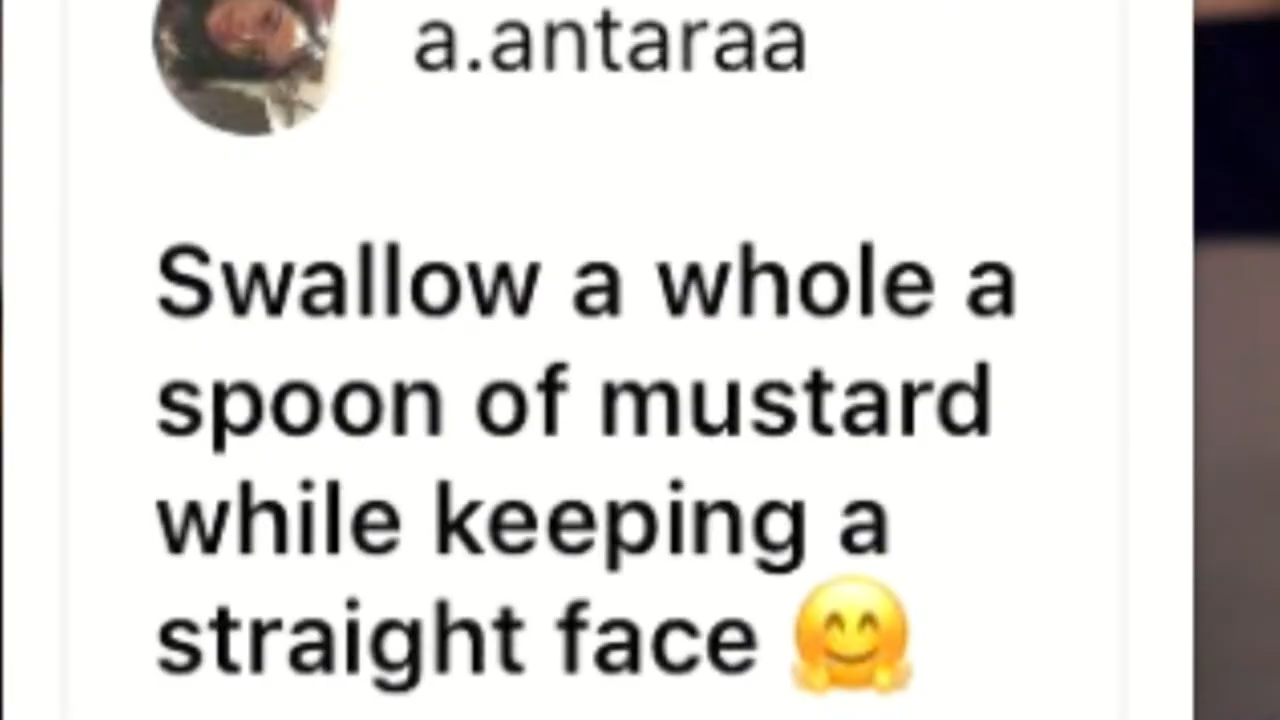 a.antaraa
Swallow a whole a
spoon of mustard
while keeping a
straight face 🤗